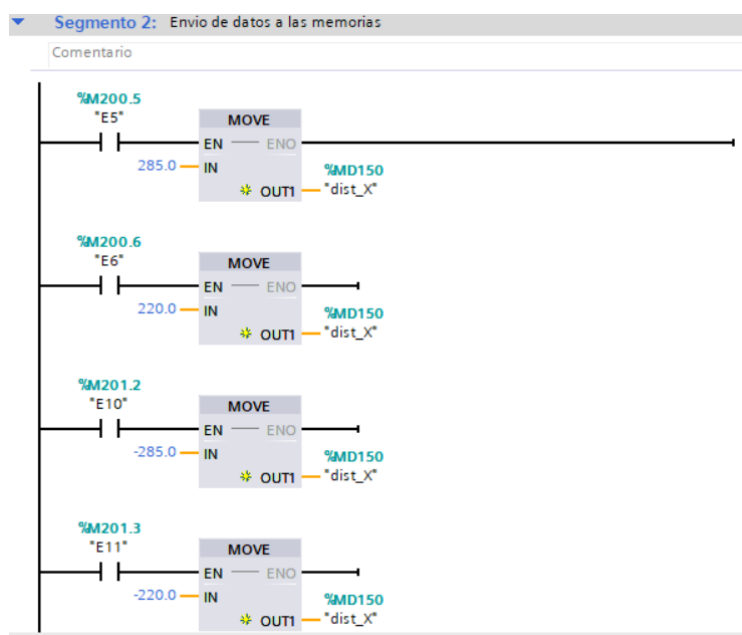 Segmento 2: Envio de datos a las memorias
Comentario
%M200.5
"E5"
MOVE
EN ENO
285.0 IN
%MD150
OUT1 "dist_X"
%M200.6
"E6"
MOVE
EN ENO
220.0 IN
%MD150
OUT1 "dist_X"
%M201.2
"E10"
MOVE
EN ENO
-285.0 IN
%MD150
OUT1 "dist_X"
%M201.3
"E11"
MOVE
EN ENO
-220.0 IN
%MD150
OUT1 "dist_X"